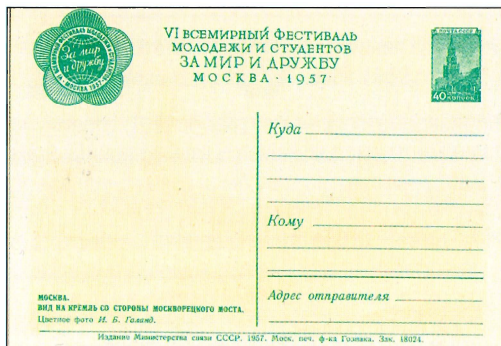 VI ВСЕМИРНЫЙ ФЕСТИВАЛЬ
МОЛОДЕЖИ И СТУДЕНТОВ
ЗА МИР И ДРУЖБУ
МОСКВА · 1957
За мир
и дружбу
МОСКВА 1957
ПОЧТА СССР
40 КОПЕЕК
Куда
Кому
Адрес отправителя
МОСКВА.
ВИД НА КРЕМЛЬ СО СТОРОНЫ МОСКВОРЕЦКОГО МОСТА.
Цветное фото И. Б. Голанд.
Издание Министерства связи СССР. 1957. Моск. печ. ф-ка Гознака. Зак. 18024.